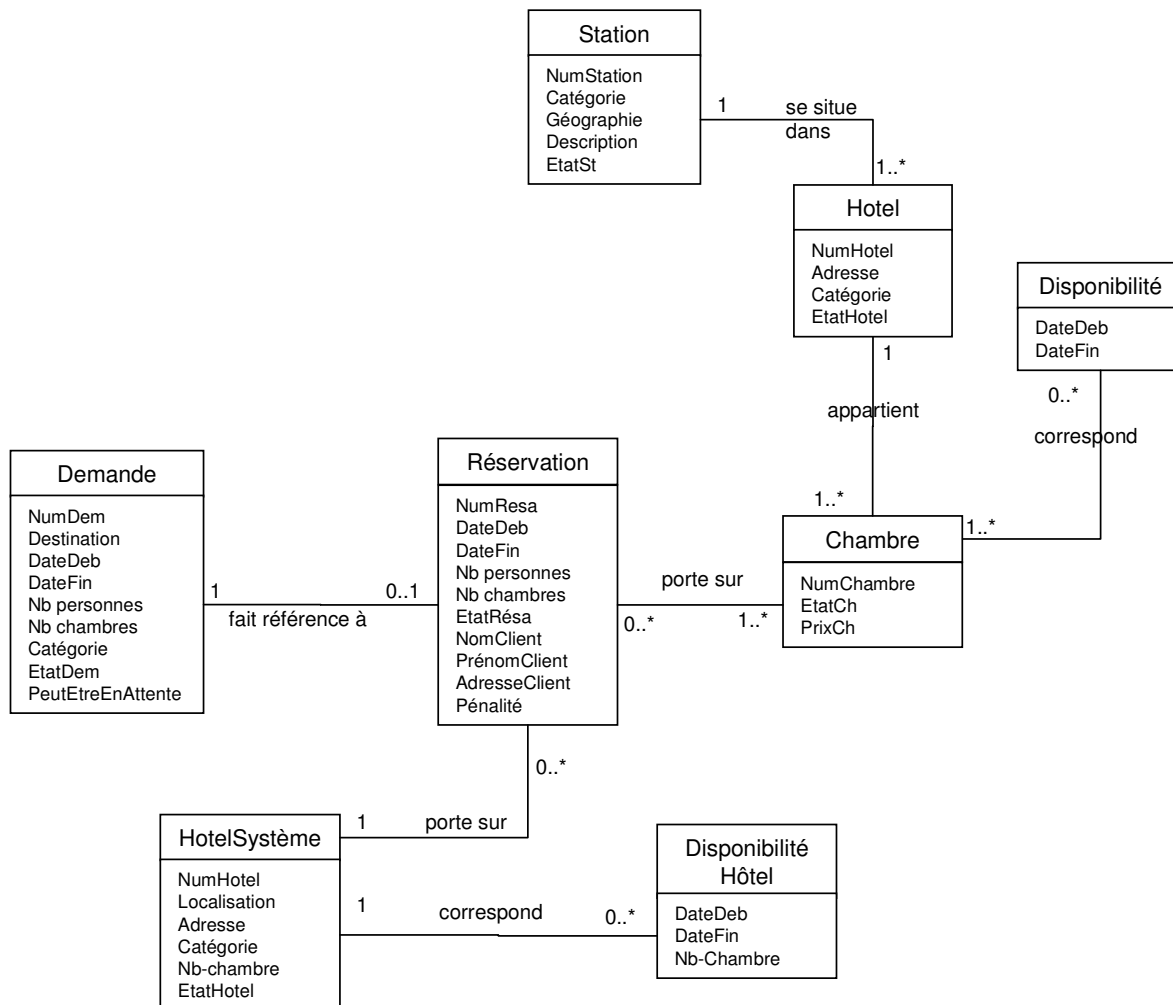 Station
NumStation
Catégorie
Géographie
Description
EtatSt
1
se situe
dans
1..*
Hotel
NumHotel
Adresse
Catégorie
EtatHotel
1
Disponibilité
DateDeb
DateFin
0..*
correspond
appartient
1..*
1..*
Chambre
NumChambre
EtatCh
PrixCh
Demande
NumDem
Destination
DateDeb
DateFin
Nb personnes
Nb chambres
Catégorie
EtatDem
PeutEtreEnAttente
1
fait référence à
0..1
Réservation
NumResa
DateDeb
DateFin
Nb personnes
Nb chambres
EtatRésa
NomClient
PrénomClient
AdresseClient
Pénalité
porte sur
0..*
1..*
0..*
HotelSystème
NumHotel
Localisation
Adresse
Catégorie
Nb-chambre
EtatHotel
1
porte sur
1
correspond
0..*
Disponibilité
Hôtel
DateDeb
DateFin
Nb-Chambre